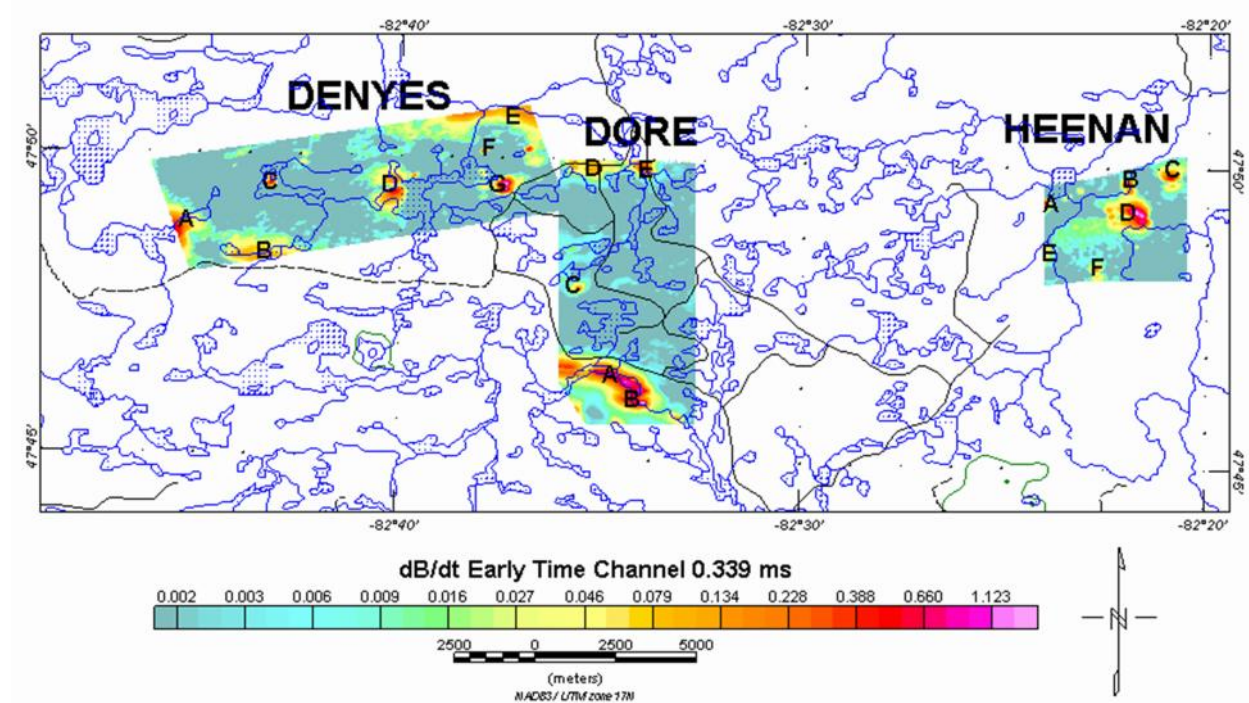 -82°40' -82°30' -82°20'
DENYES
DORE
HEENAN
47°50' 47°50'
E
F
D E B C
C D G
A A D
B E F
C
A
B
47°45' 47°45'
-82°40' -82°30' -82°20'
dB/dt Early Time Channel 0.339 ms
0.002 0.003 0.006 0.009 0.016 0.027 0.046 0.079 0.134 0.228 0.388 0.660 1.123
2500 0 2500 5000
(meters)
NAD83 / UTM zone 17N
N